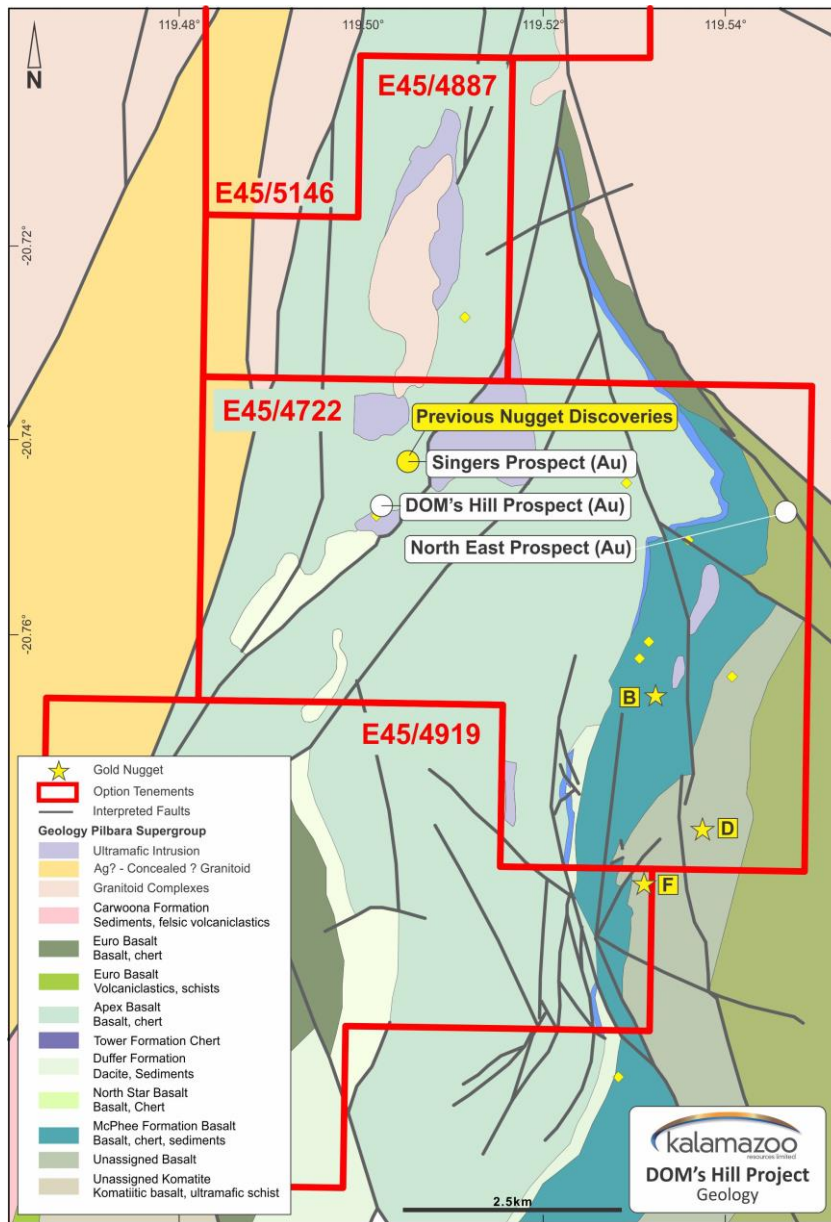 119.48°
119.50°
119.52°
119.54°
N
E45/4887
E45/5146
-20.72°
E45/4722
Previous Nugget Discoveries
-20.74°
Singers Prospect (Au)
DOM's Hill Prospect (Au)
North East Prospect (Au)
-20.76°
B
E45/4919
D
F
Gold Nugget
Option Tenements
Interpreted Faults
Geology Pilbara Supergroup
Ultramafic Intrusion
Ag? - Concealed ? Granitoid
Granitoid Complexes
Carwoona Formation
Sediments, felsic volcaniclastics
Euro Basalt
Basalt, chert
Euro Basalt
Volcaniclastics, schists
Apex Basalt
Basalt, chert
Tower Formation Chert
Duffer Formation
Dacite, Sediments
North Star Basalt
Basalt, Chert
McPhee Formation Basalt
Basalt, chert, sediments
Unassigned Basalt
Unassigned Komatite
Komatiitic basalt, ultramafic schist
2.5km
kalamazoo
resources limited
DOM's Hill Project
Geology